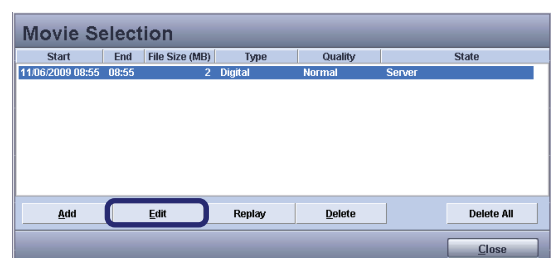 Movie Selection
Start End File Size (MB) Type Quality State
11/06/2009 08:55 08:55 2 Digital Normal Server
Add Edit Replay Delete Delete All
Close